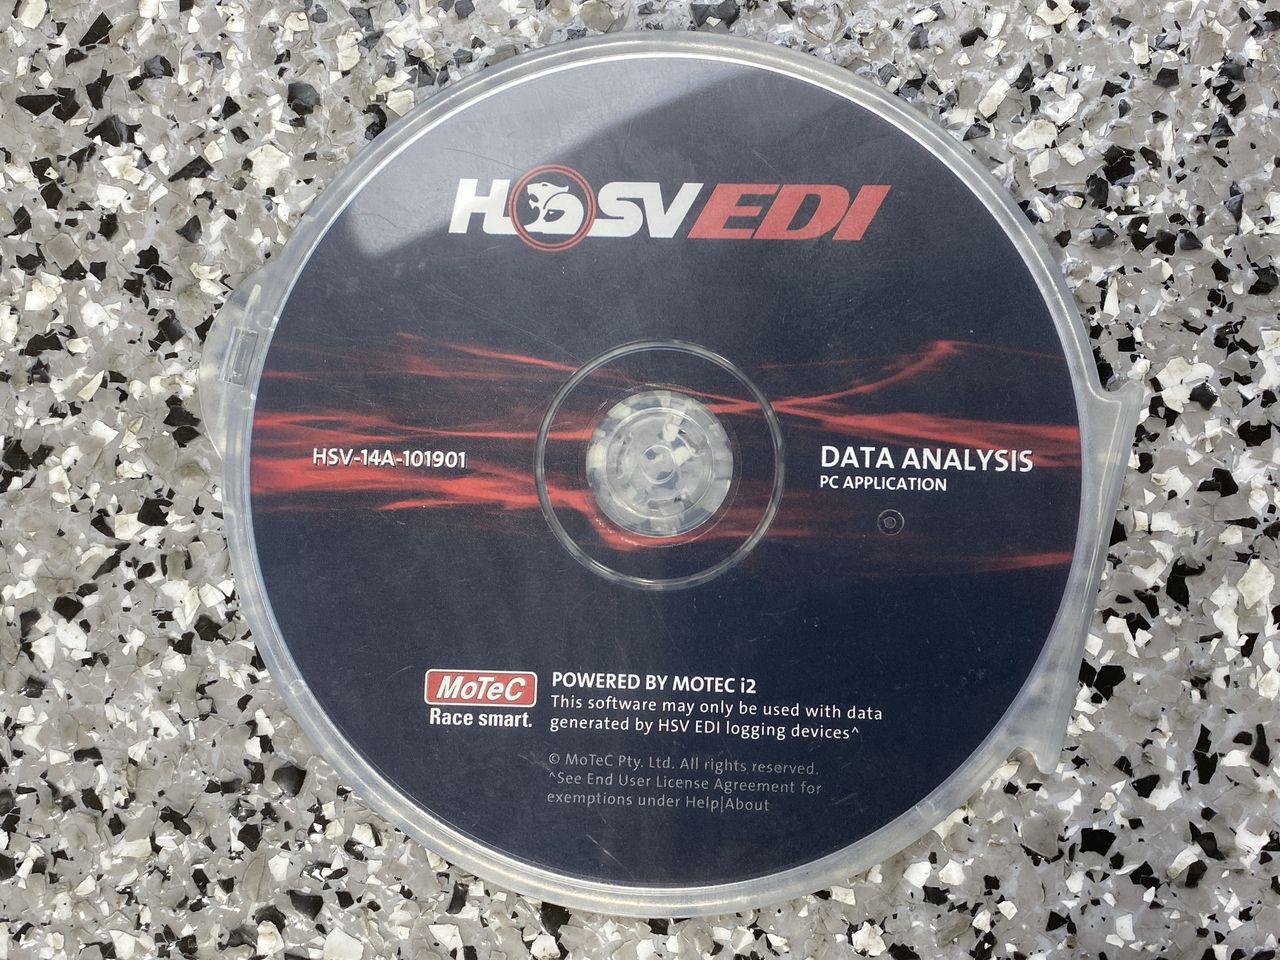 HSV EDI
HSV-14A-101901
DATA ANALYSIS
PC APPLICATION
MoTeC
Race smart.
POWERED BY MOTEC i2
This software may only be used with data
generated by HSV EDI logging devices^
© MoTeC Pty. Ltd. All rights reserved.
^See End User License Agreement for
exemptions under Help|About